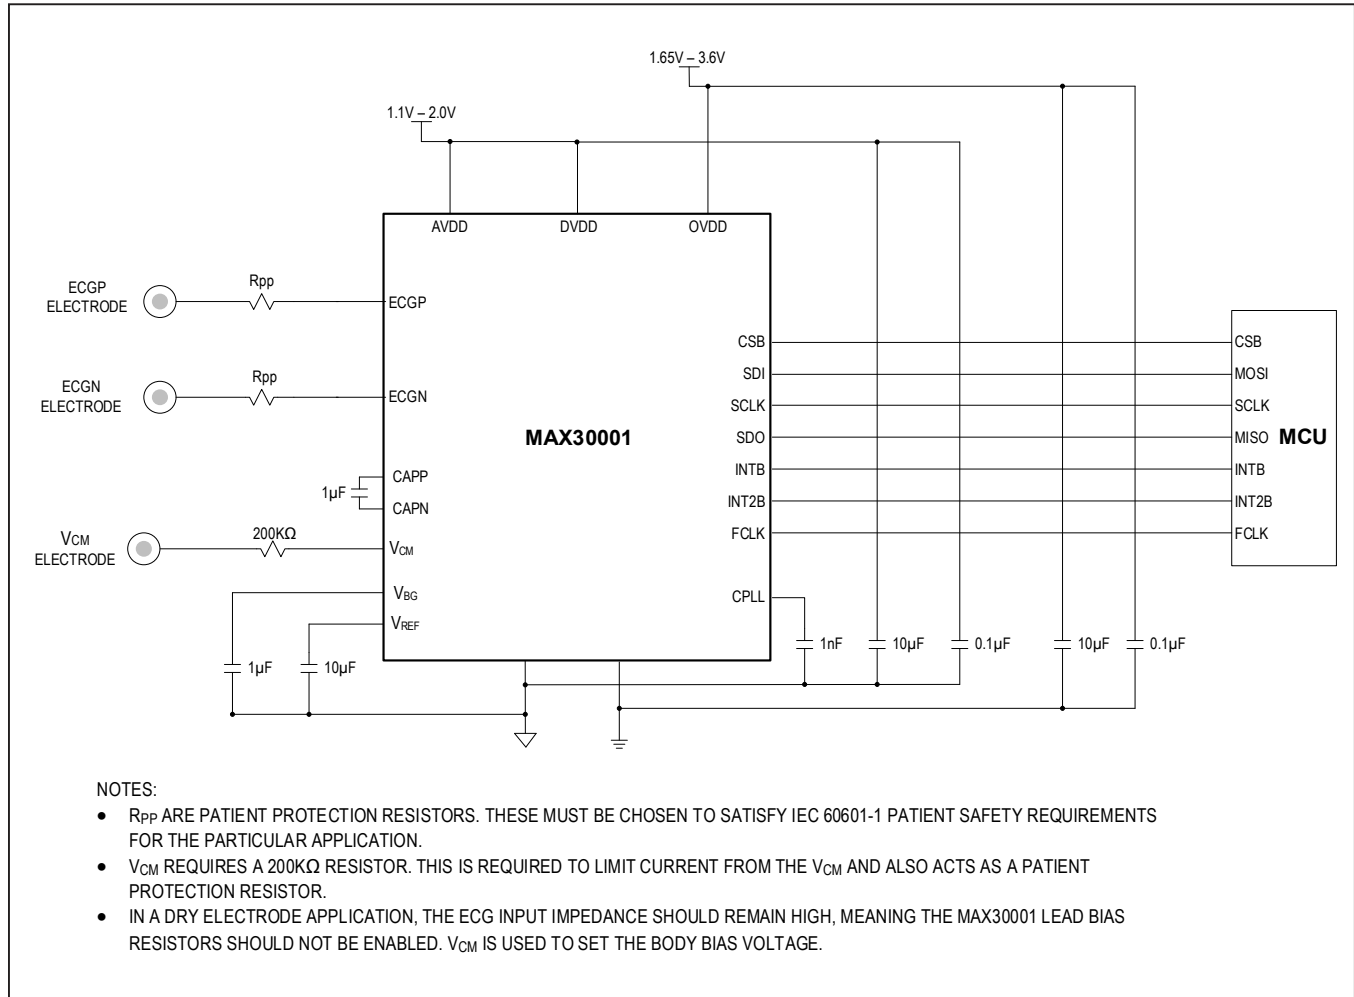 1.65V – 3.6V
1.1V – 2.0V
AVDD
DVDD
OVDD
ECGP
ELECTRODE
Rpp
ECGP
ECGN
ELECTRODE
Rpp
ECGN
MAX30001
CAPP
1µF
CAPN
VCM
ELECTRODE
200KΩ
VCM
VBG
VREF
1µF
10µF
CSB
SDI
SCLK
SDO
INTB
INT2B
FCLK
CPLL
CSB
MOSI
SCLK
MISO
MCU
INTB
INT2B
FCLK
1nF
10µF
0.1µF
10µF
0.1µF
NOTES:
• RPP ARE PATIENT PROTECTION RESISTORS. THESE MUST BE CHOSEN TO SATISFY IEC 60601-1 PATIENT SAFETY REQUIREMENTS
FOR THE PARTICULAR APPLICATION.
• VCM REQUIRES A 200KΩ RESISTOR. THIS IS REQUIRED TO LIMIT CURRENT FROM THE VCM AND ALSO ACTS AS A PATIENT
PROTECTION RESISTOR.
• IN A DRY ELECTRODE APPLICATION, THE ECG INPUT IMPEDANCE SHOULD REMAIN HIGH, MEANING THE MAX30001 LEAD BIAS
RESISTORS SHOULD NOT BE ENABLED. VCM IS USED TO SET THE BODY BIAS VOLTAGE.